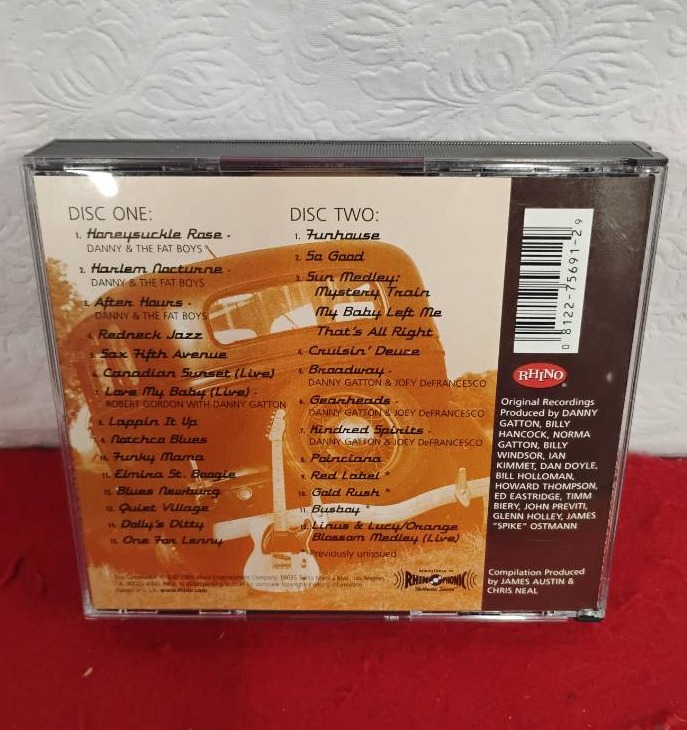 DISC ONE:
1. Honeysuckle Rose -
DANNY & THE FAT BOYS
2. Harlem Nocturne -
DANNY & THE FAT BOYS
3. After Hours -
DANNY & THE FAT BOYS
4. Redneck Jazz
5. Sax Fifth Avenue
6. Canadian Sunset (Live)
7. Love My Baby (Live) -
ROBERT GORDON WITH DANNY GATTON
8. Lappin It Up
9. Notcho Blues
10. Funky Mama
11. Elmira St. Boogie
12. Blues Newburg
13. Quiet Village
14. Dolly's Ditty
15. One For Lenny
DISC TWO:
1. Funhouse
2. So Good
3. Sun Medley:
Mystery Train
My Baby Left Me
That's All Right
4. Cruisin' Deuce
5. Broadway -
DANNY GATTON & JOEY DeFRANCESCO
6. Gearheads -
DANNY GATTON & JOEY DeFRANCESCO
7. Kindred Spirits -
DANNY GATTON & JOEY DeFRANCESCO
8. Poinciana
9. Red Label *
10. Gold Rush *
11. Busboy *
12. Linus & Lucy/Orange
Blossom Medley (Live)
* Previously unissued
www.rhino.com
REMASTERED IN
RHINOPHONIC
"Authentic Sound"
0 8122-75691-2 9
RHINO
Original Recordings
Produced by DANNY
GATTON, BILLY
HANCOCK, NORMA
GATTON, BILLY
WINDSOR, IAN
KIMMET, DAN DOYLE,
BILL HOLLOMAN,
HOWARD THOMPSON,
ED EASTRIDGE, TIMM
BIERY, JOHN PREVITI,
GLENN HOLLEY, JAMES
"SPIKE" OSTMANN
Compilation Produced
by JAMES AUSTIN &
CHRIS NEAL